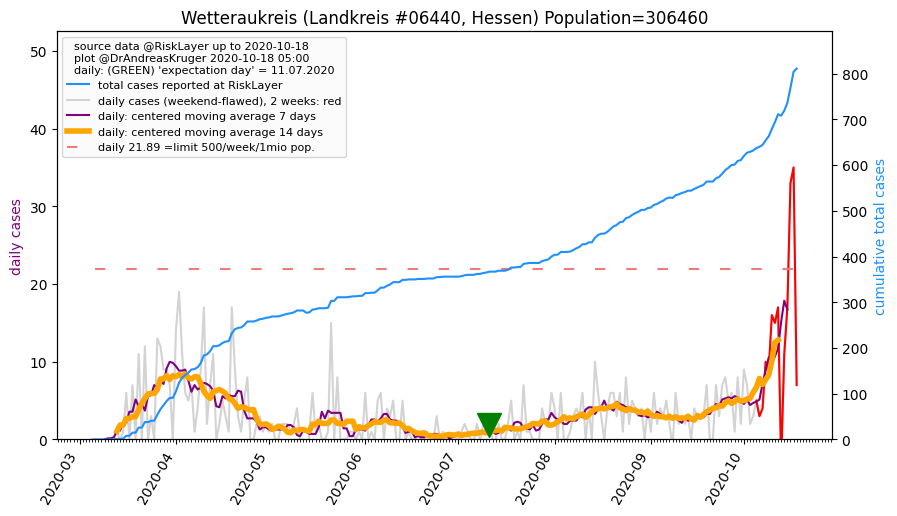 Wetteraukreis (Landkreis #06440, Hessen) Population=306460
source data @RiskLayer up to 2020-10-18
plot @DrAndreasKruger 2020-10-18 05:00
daily: (GREEN) 'expectation day' = 11.07.2020
total cases reported at RiskLayer
daily cases (weekend-flawed), 2 weeks: red
daily: centered moving average 7 days
daily: centered moving average 14 days
daily 21.89 =limit 500/week/1mio pop.
daily cases
50
40
30
20
10
0
cumulative total cases
800
700
600
500
400
300
200
100
0
2020-03
2020-04
2020-05
2020-06
2020-07
2020-08
2020-09
2020-10